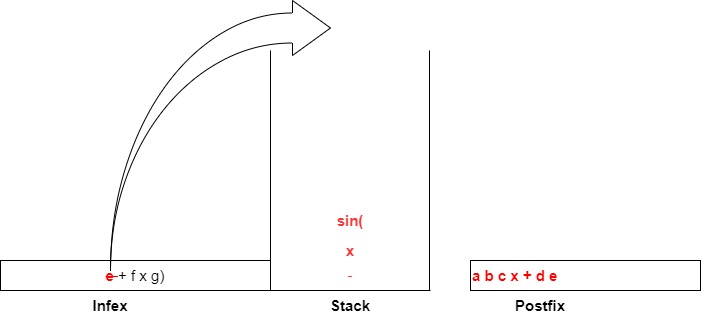 sin(
x
-
e + f x g)
a b c x + d e
Infex
Stack
Postfix